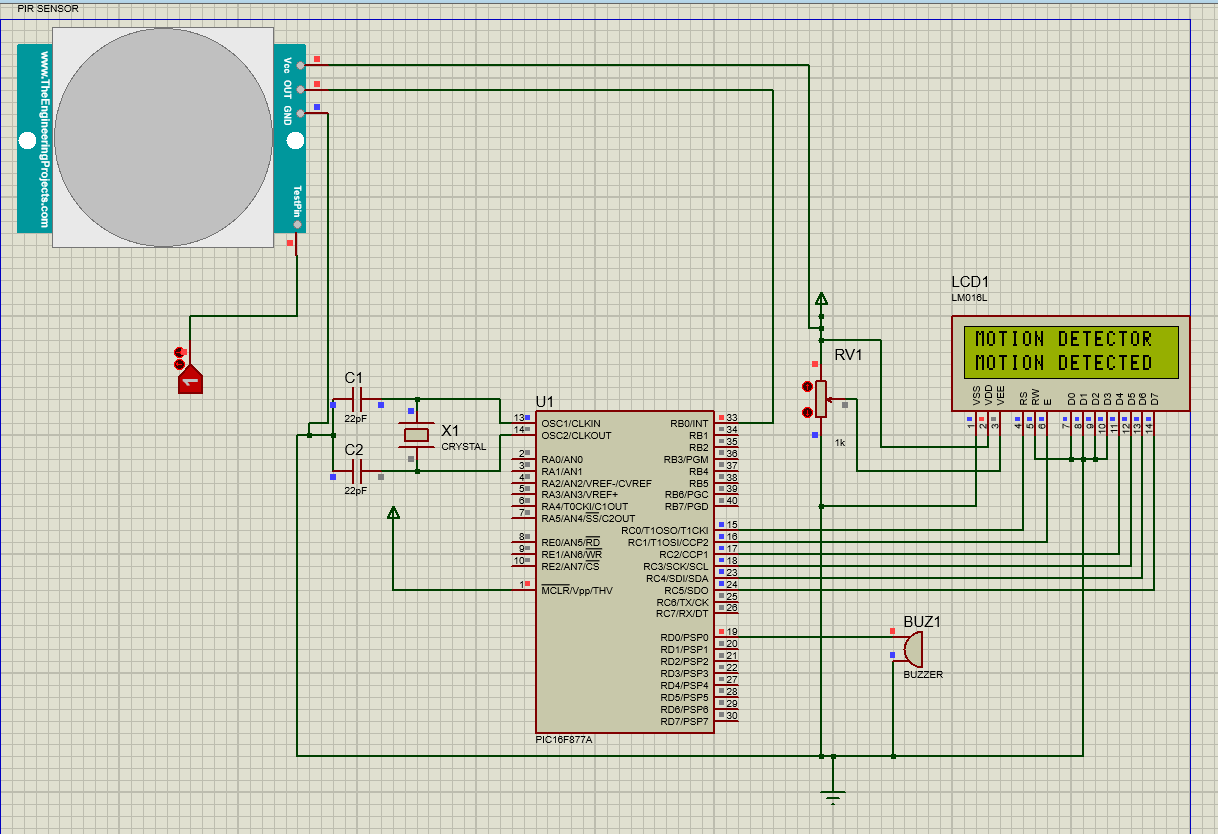 PIR SENSOR
www.TheEngineeringProjects.com
Vcc
OUT
GND
TestPin
1
C1
22pF
C2
22pF
X1
CRYSTAL
U1
13
OSC1/CLKIN
14
OSC2/CLKOUT
2
RA0/AN0
3
RA1/AN1
4
RA2/AN2/VREF-/CVREF
5
RA3/AN3/VREF+
6
RA4/T0CKI/C1OUT
7
RA5/AN4/SS/C2OUT
8
RE0/AN5/RD
9
RE1/AN6/WR
10
RE2/AN7/CS
1
MCLR/Vpp/THV
RB0/INT
33
RB1
34
RB2
35
RB3/PGM
36
RB4
37
RB5
38
RB6/PGC
39
RB7/PGD
40
RC0/T1OSO/T1CKI
15
RC1/T1OSI/CCP2
16
RC2/CCP1
17
RC3/SCK/SCL
18
RC4/SDI/SDA
23
RC5/SDO
24
RC6/TX/CK
25
RC7/RX/DT
26
RD0/PSP0
19
RD1/PSP1
20
RD2/PSP2
21
RD3/PSP3
22
RD4/PSP4
27
RD5/PSP5
28
RD6/PSP6
29
RD7/PSP7
30
PIC16F877A
RV1
1k
LCD1
LM016L
MOTION DETECTOR
MOTION DETECTED
VSS
VDD
VEE
RS
RW
E
D0
D1
D2
D3
D4
D5
D6
D7
1
2
3
4
5
6
7
8
9
10
11
12
13
14
BUZ1
BUZZER